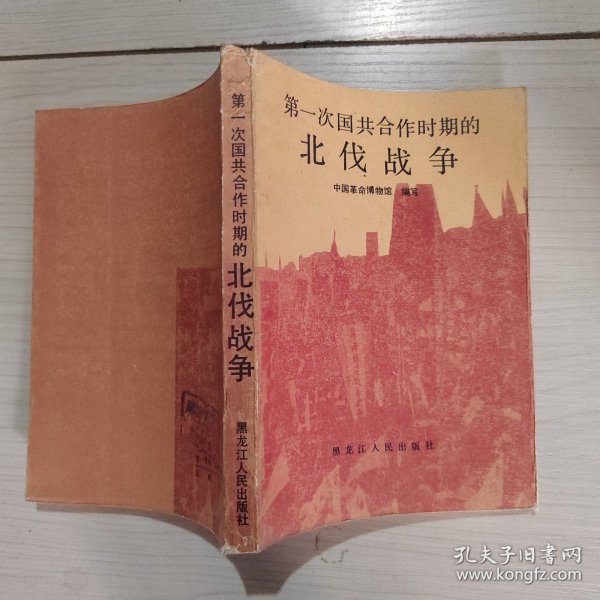 第一次国共合作时期的
北伐战争
中国革命博物馆 编写
黑龙江人民出版社
第一次国共合作时期的
北伐战争
黑龙江人民出版社
孔夫子旧书网
www.kongfz.com